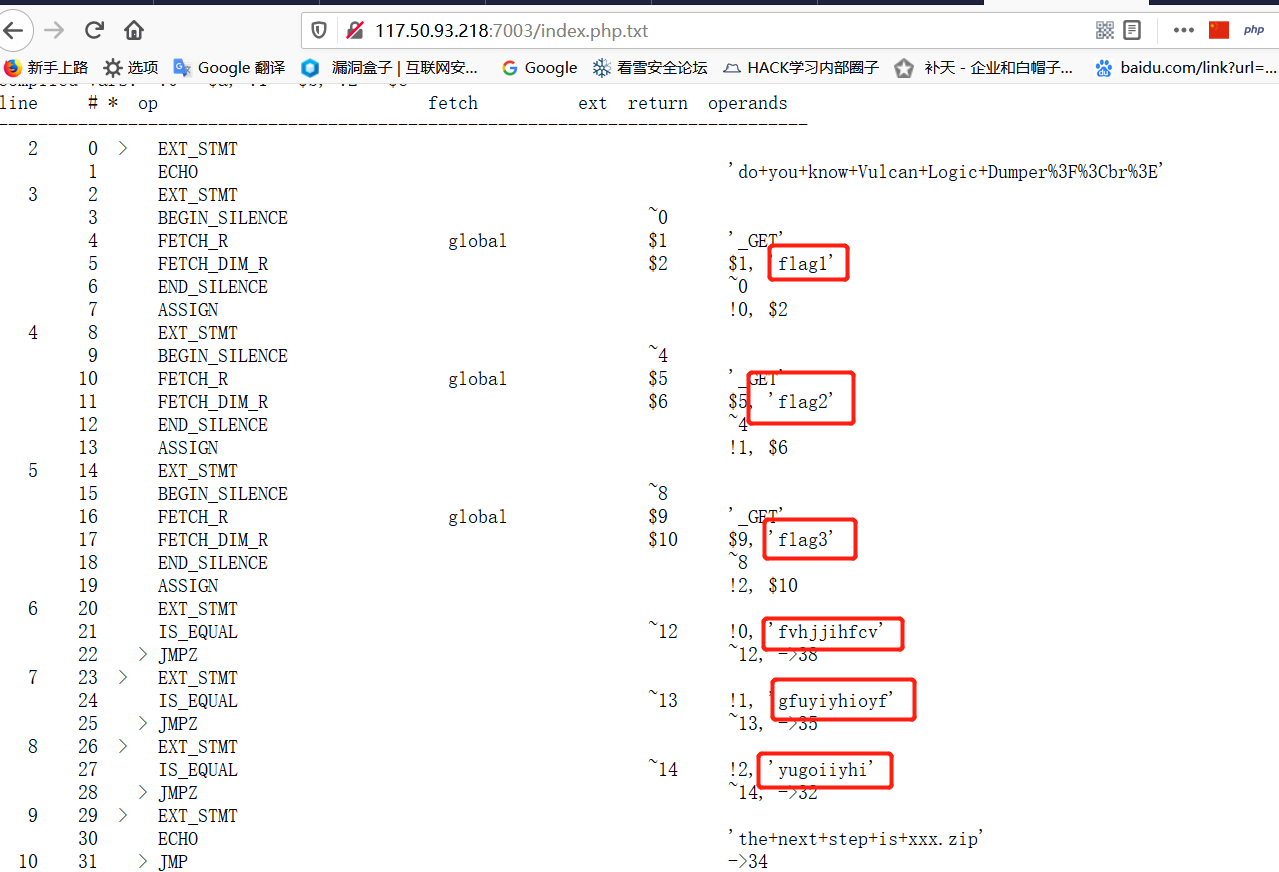 117.50.93.218:7003/index.php.txt php
新手上路 选项 Google 翻译 漏洞盒子 | 互联网安... Google 看雪安全论坛 HACK学习内部圈子 补天 - 企业和白帽子... baidu.com/link?url=...
line # * op fetch ext return operands
---------------------------------------------------------------------------------
2 0 > EXT_STMT
1 ECHO 'do+you+know+Vulcan+Logic+Dumper%3F%3Cbr%3E'
3 2 EXT_STMT
3 BEGIN_SILENCE ~0
4 FETCH_R global $1 '_GET'
5 FETCH_DIM_R $2 $1, 'flag1'
6 END_SILENCE ~0
7 ASSIGN !0, $2
4 8 EXT_STMT
9 BEGIN_SILENCE ~4
10 FETCH_R global $5 '_GET'
11 FETCH_DIM_R $6 $5, 'flag2'
12 END_SILENCE ~4
13 ASSIGN !1, $6
5 14 EXT_STMT
15 BEGIN_SILENCE ~8
16 FETCH_R global $9 '_GET'
17 FETCH_DIM_R $10 $9, 'flag3'
18 END_SILENCE ~8
19 ASSIGN !2, $10
6 20 EXT_STMT
21 IS_EQUAL ~12 !0, 'fvhjjihfcv'
22 > JMPZ ~12, ->38
7 23 > EXT_STMT
24 IS_EQUAL ~13 !1, 'gfuyiyhioyf'
25 > JMPZ ~13, ->35
8 26 > EXT_STMT
27 IS_EQUAL ~14 !2, 'yugoiiyhi'
28 > JMPZ ~14, ->32
9 29 > EXT_STMT
30 ECHO 'the+next+step+is+xxx.zip'
10 31 > JMP ->34